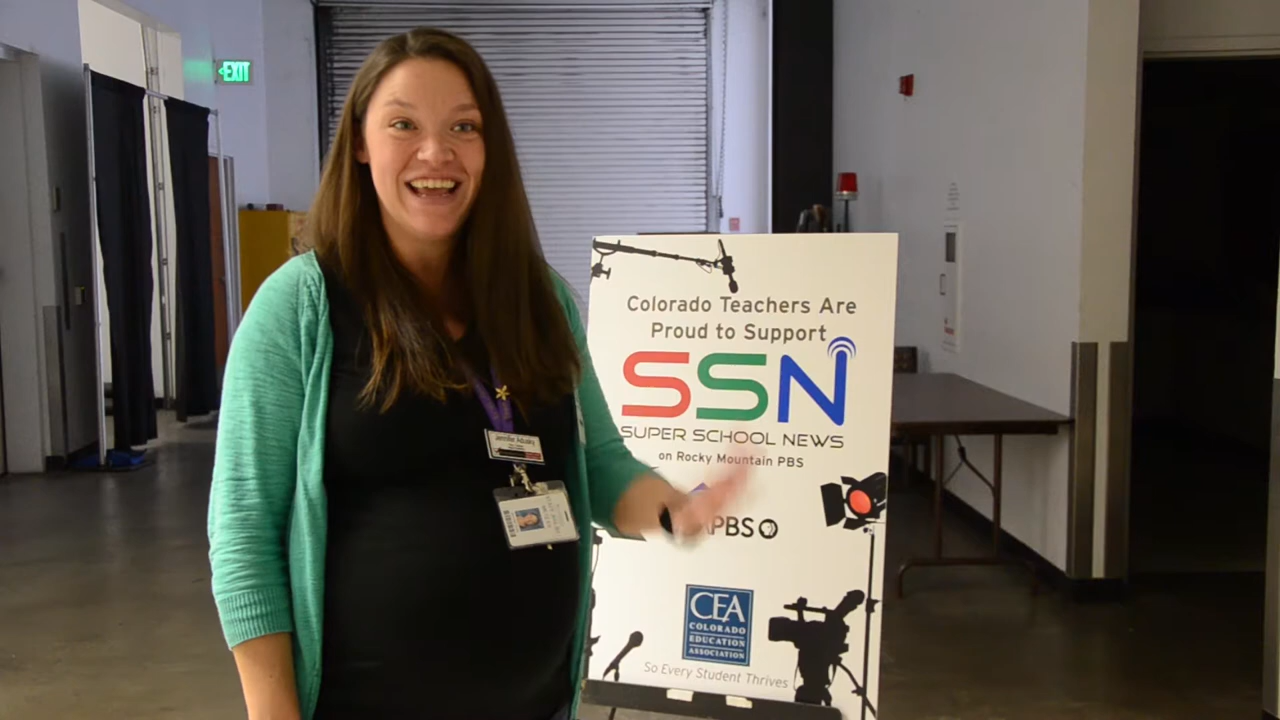 EXIT
Colorado Teachers Are
Proud to Support
SSN
SUPER SCHOOL NEWS
on Rocky Mountain PBS
PBS
CEA
COLORADO
EDUCATION
ASSOCIATION
So Every Student Thrives